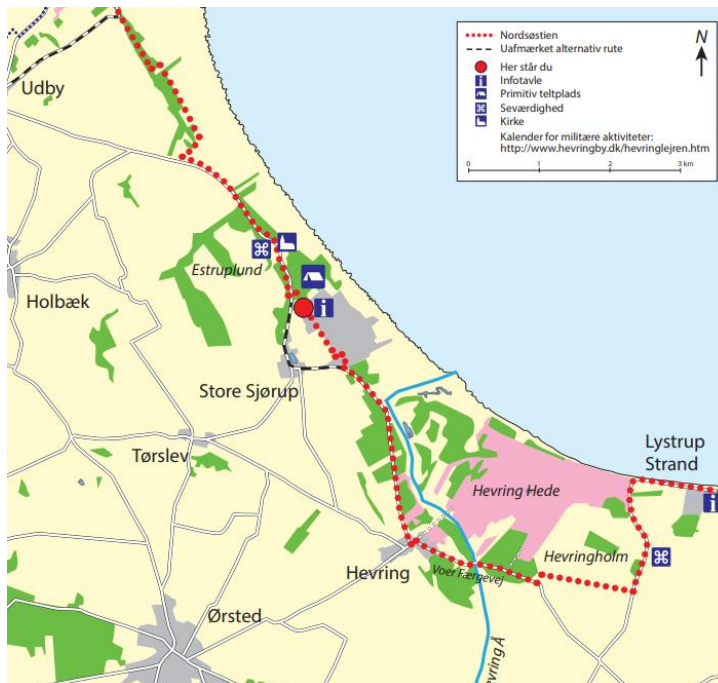 Nordsøstien
Uafmærket alternativ rute
Her står du
Infotavle
Primitiv teltplads
Seværdighed
Kirke
Kalender for militære aktiviteter:
http://www.hevringby.dk/hevringlejren.htm
0 1 2 3 km
N
Udby
Estruplund
Holbæk
Store Sjørup
Tørslev
Lystrup
Strand
Hevring Hede
Hevringholm
Hevring
Voer Færgevej
Ørsted
evring Å